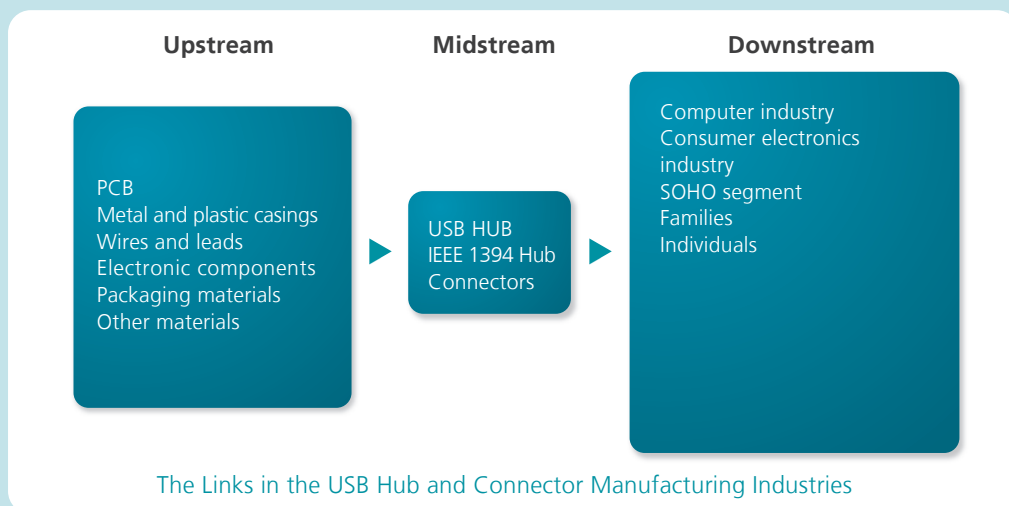 Upstream
Midstream
Downstream
PCB
Metal and plastic casings
Wires and leads
Electronic components
Packaging materials
Other materials
USB HUB
IEEE 1394 Hub
Connectors
Computer industry
Consumer electronics
industry
SOHO segment
Families
Individuals
The Links in the USB Hub and Connector Manufacturing Industries